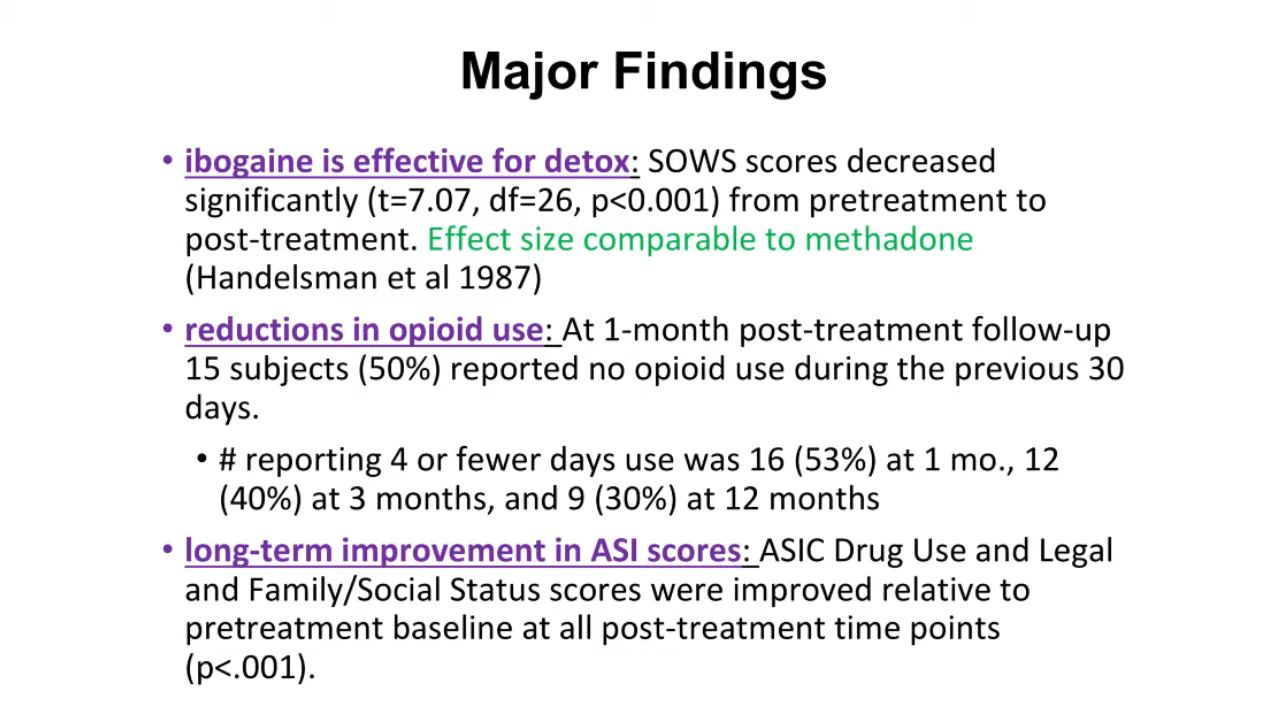 Major Findings
• ibogaine is effective for detox: SOWS scores decreased
significantly (t=7.07, df=26, p<0.001) from pretreatment to
post-treatment. Effect size comparable to methadone
(Handelsman et al 1987)
• reductions in opioid use: At 1-month post-treatment follow-up
15 subjects (50%) reported no opioid use during the previous 30
days.
• # reporting 4 or fewer days use was 16 (53%) at 1 mo., 12
(40%) at 3 months, and 9 (30%) at 12 months
• long-term improvement in ASI scores: ASIC Drug Use and Legal
and Family/Social Status scores were improved relative to
pretreatment baseline at all post-treatment time points
(p<.001).